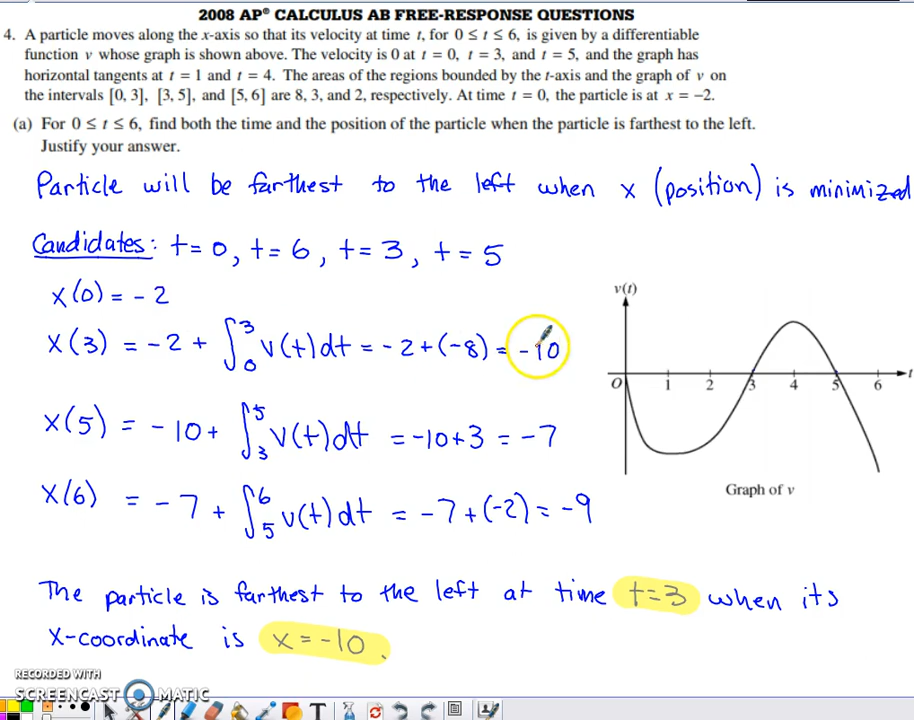 2008 AP® CALCULUS AB FREE-RESPONSE QUESTIONS
4. A particle moves along the x-axis so that its velocity at time t, for 0 ≤ t ≤ 6, is given by a differentiable
function v whose graph is shown above. The velocity is 0 at t = 0, t = 3, and t = 5, and the graph has
horizontal tangents at t = 1 and t = 4. The areas of the regions bounded by the t-axis and the graph of v on
the intervals [0, 3], [3, 5], and [5, 6] are 8, 3, and 2, respectively. At time t = 0, the particle is at x = −2.
(a) For 0 ≤ t ≤ 6, find both the time and the position of the particle when the particle is farthest to the left.
Justify your answer.
Particle will be farthest to the left when x (position) is minimized
Candidates: t = 0, t = 6, t = 3, t = 5
x(0) = -2
x(3) = -2 + ∫₀³ v(t)dt = -2+(-8) = -10
x(5) = -10 + ∫₃⁵ v(t)dt = -10+3 = -7
x(6) = -7 + ∫₅⁶ v(t)dt = -7+(-2) = -9
v(t)
O 1 2 3 4 5 6 t
Graph of v
The particle is farthest to the left at time t=3 when its
x-coordinate is x = -10.
RECORDED WITH
SCREENCAST MATIC
T